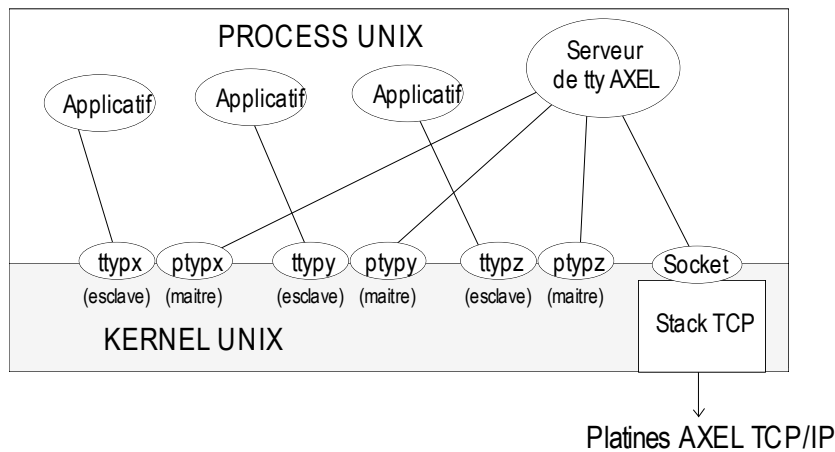 PROCESS UNIX
Serveur
de tty AXEL
Applicatif
Applicatif
Applicatif
ttypx
ptypx
ttypy
ptypy
ttypz
ptypz
Socket
(esclave)
(maitre)
(esclave)
(maitre)
(esclave)
(maitre)
Stack TCP
KERNEL UNIX
Platines AXEL TCP/IP